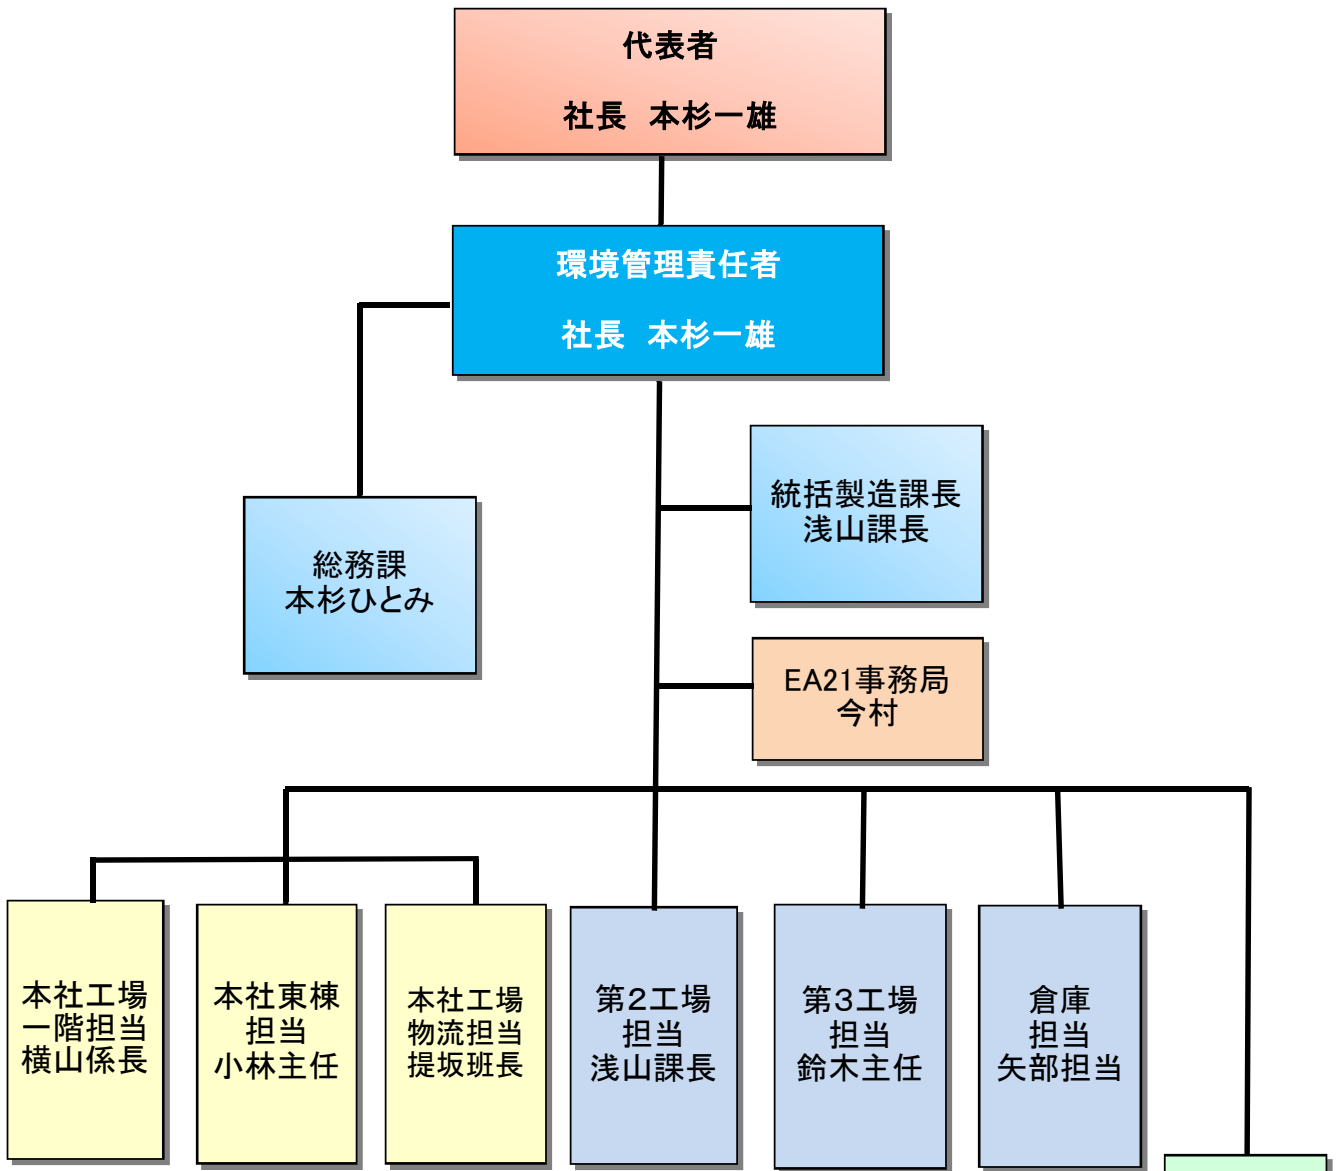 代表者
社長 本杉一雄
環境管理責任者
社長 本杉一雄
統括製造課長
浅山課長
総務課
本杉ひとみ
EA21事務局
今村
本社工場
一階担当
横山係長
本社東棟
担当
小林主任
本社工場
物流担当
提坂班長
第2工場
担当
浅山課長
第3工場
担当
鈴木主任
倉庫
担当
矢部担当